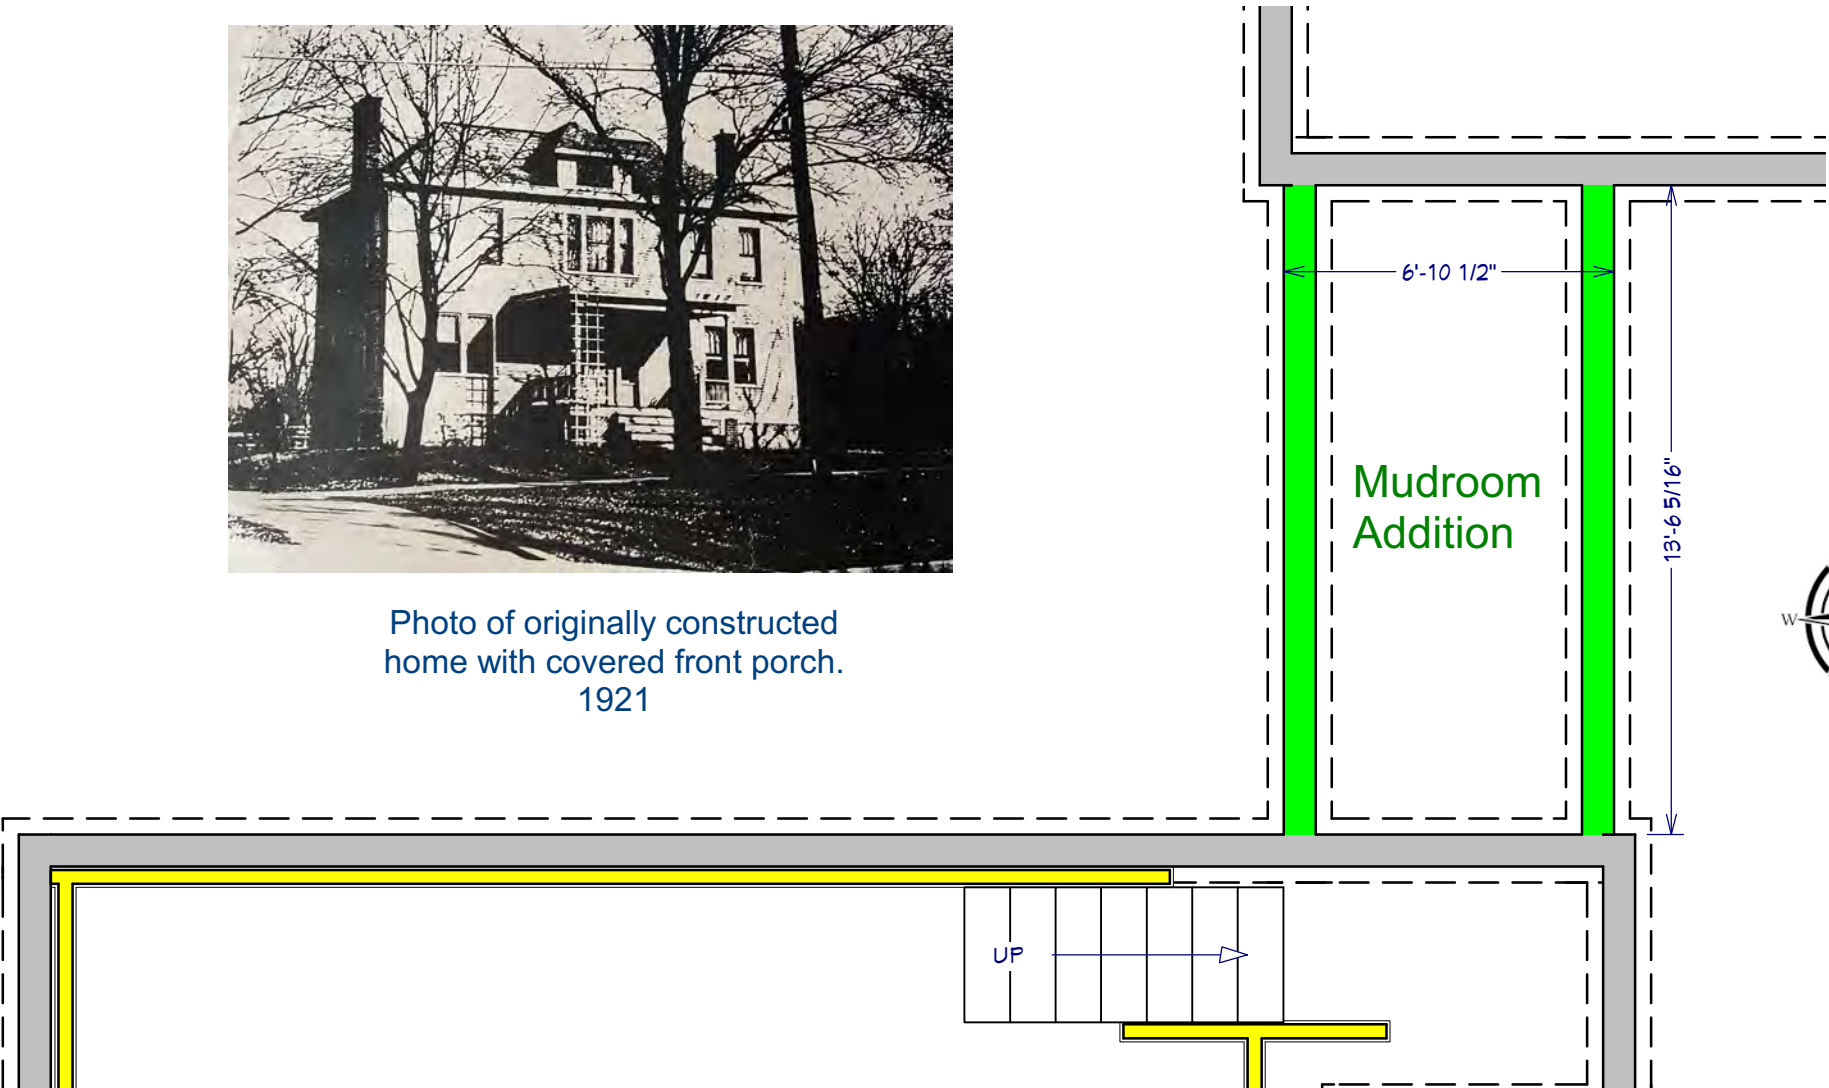 6'-10 1/2"
Mudroom
Addition
13'-6 5/16"
W
Photo of originally constructed
home with covered front porch.
1921
UP